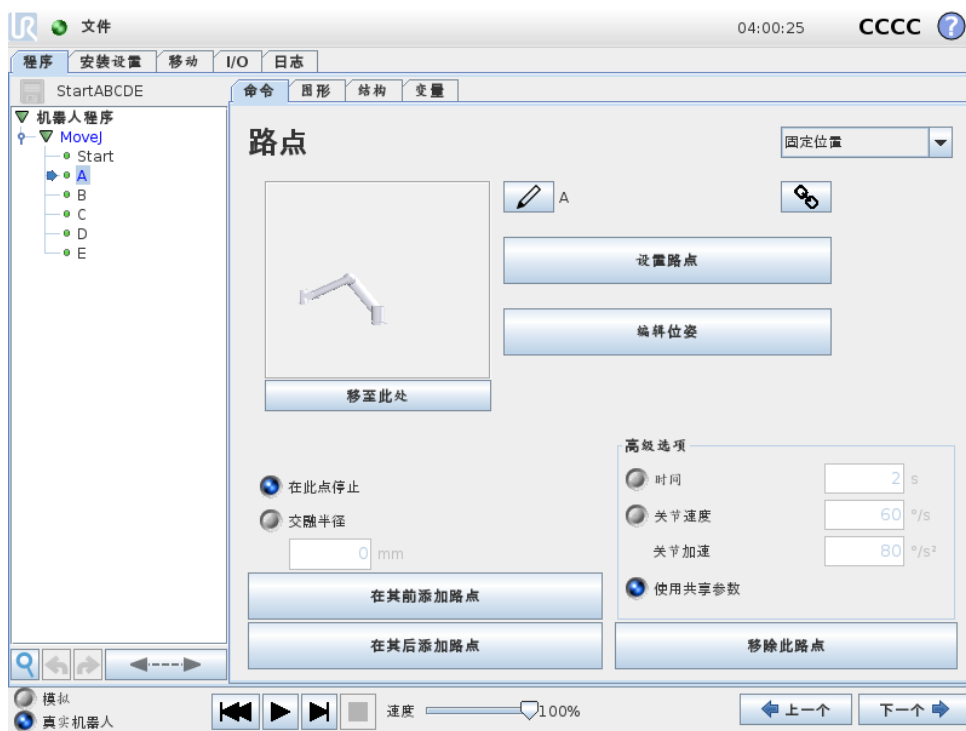 UR 文件 04:00:25 CCCC ?
程序 安装设置 移动 I/O 日志
StartABCDE 命令 图形 结构 变量
机器人程序
MoveJ
Start
A
B
C
D
E
路点 固定位置
A
设置路点
编辑位姿
移至此处
高级选项
在此点停止
交融半径
0 mm
时间 2 s
关节速度 60 °/s
关节加速 80 °/s²
使用共享参数
在其前添加路点
在其后添加路点 移除此路点
模拟
真实机器人
速度 100% 上一个 下一个